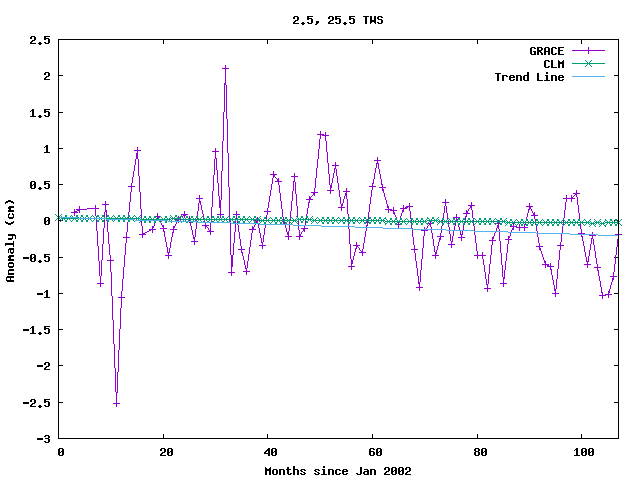 2.5, 25.5 TWS
GRACE
CLM
Trend Line
2.5
2
1.5
1
0.5
0
-0.5
-1
-1.5
-2
-2.5
-3
Anomaly (cm)
0 20 40 60 80 100
Months since Jan 2002